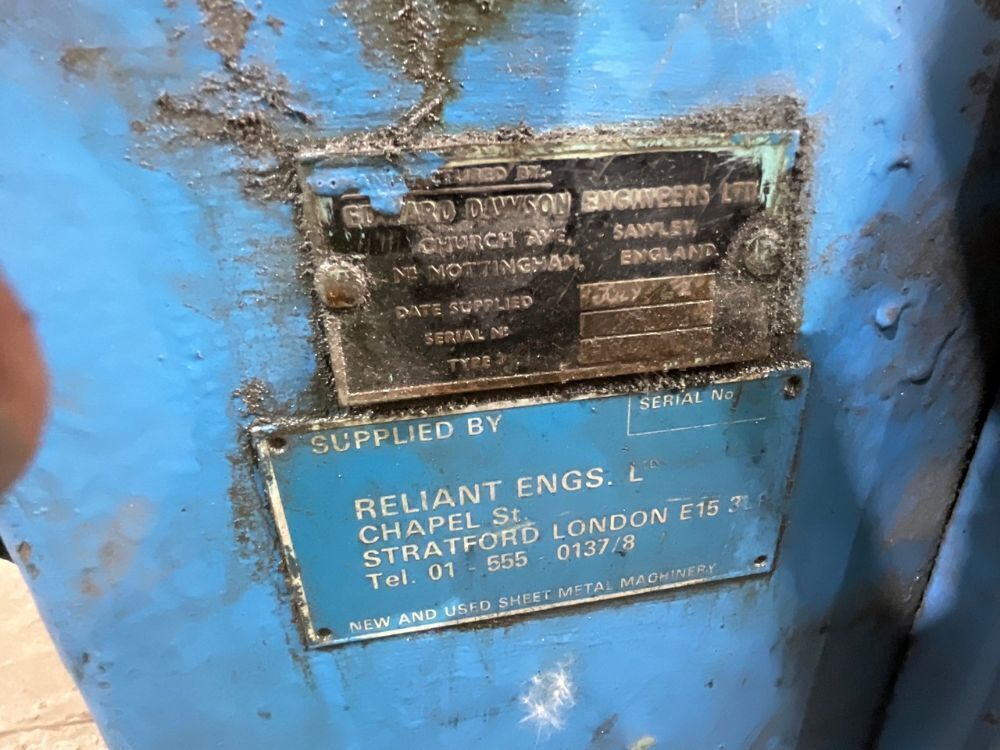 DAWSON ENGINEERS LTD
CHURCH AVE, SAWLEY,
Nr NOTTINGHAM, ENGLAND
DATE SUPPLIED JULY
SERIAL No
TYPE
SUPPLIED BY
SERIAL No
RELIANT ENGS.
CHAPEL St.
STRATFORD LONDON E15
Tel. 01 - 555 - 0137/8
NEW AND USED SHEET METAL MACHINERY